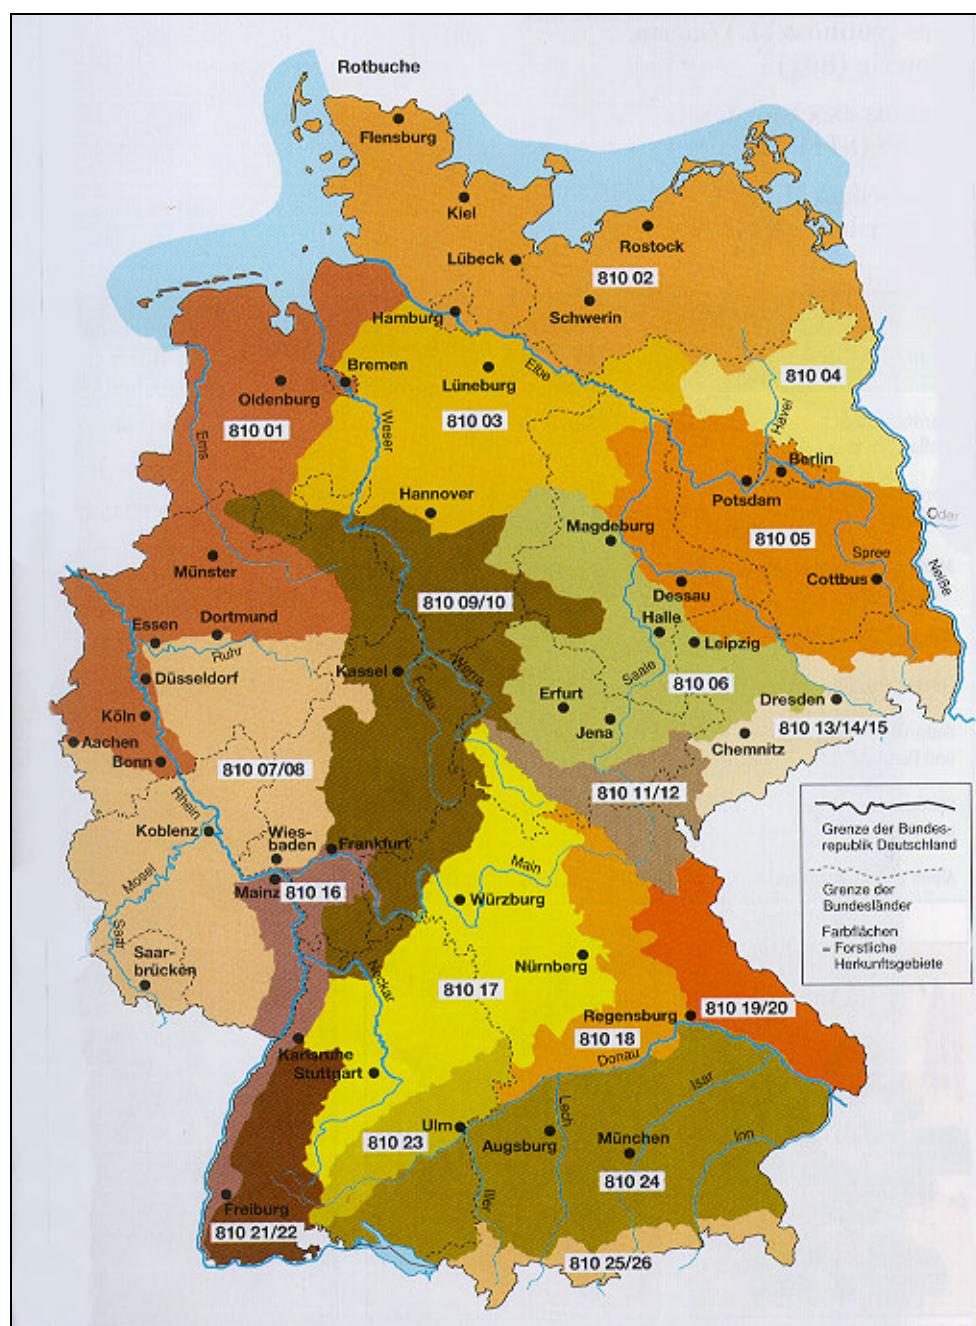 Rotbuche
Flensburg
Kiel
Rostock
Lübeck
810 02
Hamburg
Schwerin
Elbe
Bremen
Lüneburg
810 04
Oldenburg
Havel
810 01
810 03
Ems
Weser
Berlin
Hannover
Potsdam
Oder
Magdeburg
810 05
Spree
Münster
Cottbus
Neiße
Dessau
810 09/10
Essen
Dortmund
Halle
Leipzig
Ruhr
Kassel
Werra
Düsseldorf
Fulda
Saale
810 06
Erfurt
Dresden
Köln
Jena
810 13/14/15
Aachen
Chemnitz
Bonn
810 07/08
810 11/12
Rhein
Koblenz
Wies-
baden
Frankfurt
Grenze der Bundes-
republik Deutschland
Mosel
Main
Mainz
810 16
Würzburg
Grenze der
Bundesländer
Saar
Farbflächen
= Forstliche
Herkunftsgebiete
Saar-
brücken
Neckar
Nürnberg
810 17
Regensburg
810 19/20
810 18
Karlsruhe
Donau
Stuttgart
Isar
Lech
Ulm
810 23
Augsburg
München
Inn
810 24
Iller
Freiburg
810 21/22
810 25/26